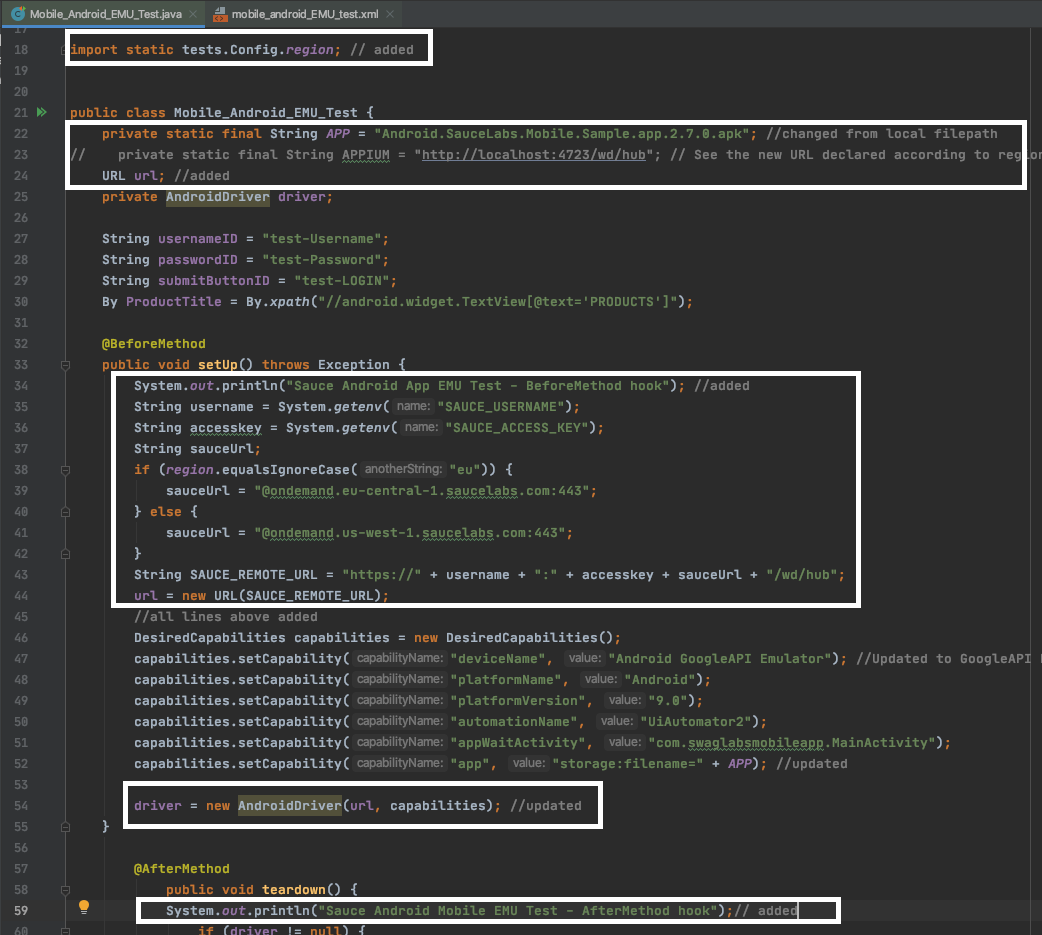 Mobile_Android_EMU_Test.java mobile_android_EMU_test.xml
17
18 import static tests.Config.region; // added
19
20
21 public class Mobile_Android_EMU_Test {
22 private static final String APP = "Android.SauceLabs.Mobile.Sample.app.2.7.0.apk"; //changed from local filepath
23 // private static final String APPIUM = "http://localhost:4723/wd/hub"; // See the new URL declared according to region
24 URL url; //added
25 private AndroidDriver driver;
26
27 String usernameID = "test-Username";
28 String passwordID = "test-Password";
29 String submitButtonID = "test-LOGIN";
30 By ProductTitle = By.xpath("//android.widget.TextView[@text='PRODUCTS']");
31
32 @BeforeMethod
33 public void setUp() throws Exception {
34 System.out.println("Sauce Android App EMU Test - BeforeMethod hook"); //added
35 String username = System.getenv( name: "SAUCE_USERNAME");
36 String accesskey = System.getenv( name: "SAUCE_ACCESS_KEY");
37 String sauceUrl;
38 if (region.equalsIgnoreCase( anotherString: "eu")) {
39 sauceUrl = "@ondemand.eu-central-1.saucelabs.com:443";
40 } else {
41 sauceUrl = "@ondemand.us-west-1.saucelabs.com:443";
42 }
43 String SAUCE_REMOTE_URL = "https://" + username + ":" + accesskey + sauceUrl + "/wd/hub";
44 url = new URL(SAUCE_REMOTE_URL);
45 //all lines above added
46 DesiredCapabilities capabilities = new DesiredCapabilities();
47 capabilities.setCapability( capabilityName: "deviceName", value: "Android GoogleAPI Emulator"); //Updated to GoogleAPI
48 capabilities.setCapability( capabilityName: "platformName", value: "Android");
49 capabilities.setCapability( capabilityName: "platformVersion", value: "9.0");
50 capabilities.setCapability( capabilityName: "automationName", value: "UiAutomator2");
51 capabilities.setCapability( capabilityName: "appWaitActivity", value: "com.swaglabsmobileapp.MainActivity");
52 capabilities.setCapability( capabilityName: "app", value: "storage:filename=" + APP); //updated
53
54 driver = new AndroidDriver(url, capabilities); //updated
55 }
56
57 @AfterMethod
58 public void teardown() {
59 System.out.println("Sauce Android Mobile EMU Test - AfterMethod hook");// added
60 if (driver != null) {